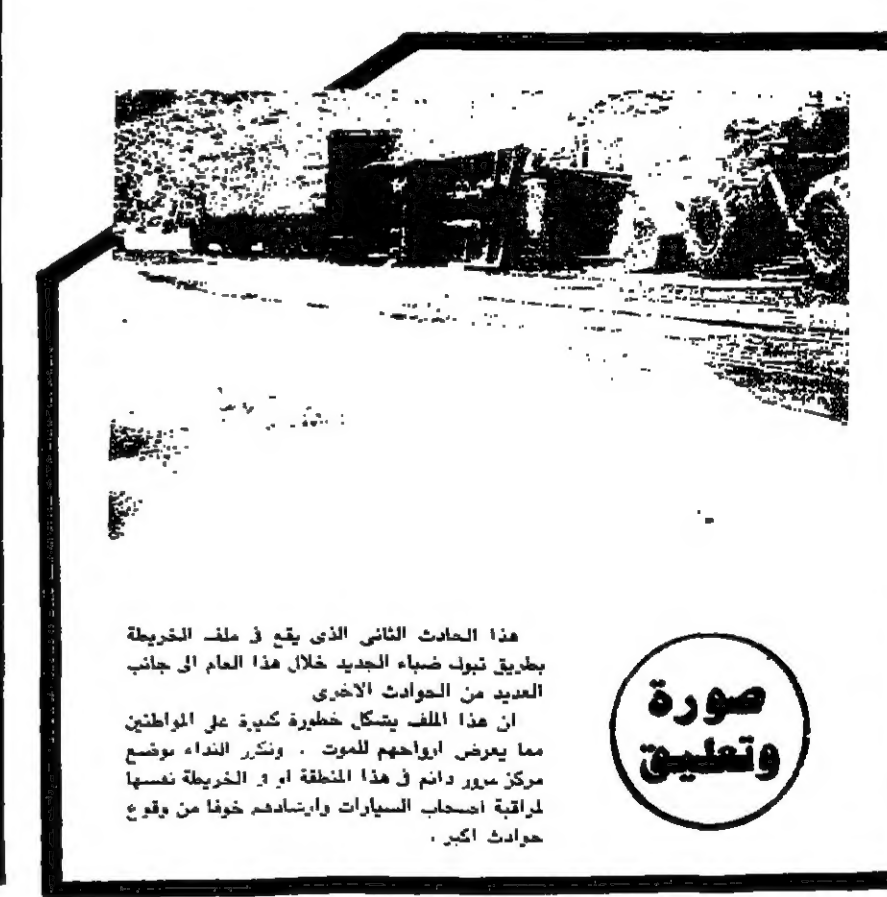 صورة
وتعليق
هذا الحادث الثانى الذى يقع في ملف الخريطة
بطريق تبوك ضباء الجديد خلال هذا العام الى جانب
العديد من الحوادث الاخرى
ان هذا الملف يشكل خطورة كبيرة على المواطنين
مما يعرض ارواحهم للموت . ونكرر النداء بوضع
مركز مرور دائم في هذا المنطقة او في الخريطة نفسها
لمراقبة اصحاب السيارات وارشادهم خوفا من وقوع
حوادث اكبر .